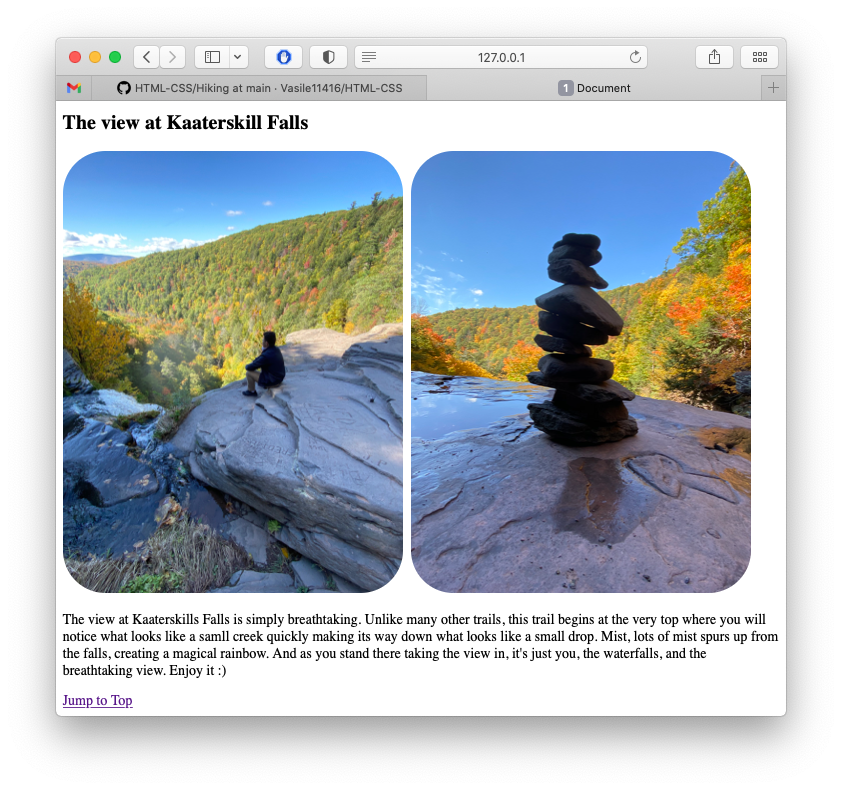 127.0.0.1
HTML-CSS/Hiking at main · Vasile11416/HTML-CSS
1 Document
The view at Kaaterskill Falls
The view at Kaaterskills Falls is simply breathtaking. Unlike many other trails, this trail begins at the very top where you will
notice what looks like a samll creek quickly making its way down what looks like a small drop. Mist, lots of mist spurs up from
the falls, creating a magical rainbow. And as you stand there taking the view in, it's just you, the waterfalls, and the
breathtaking view. Enjoy it :)
Jump to Top